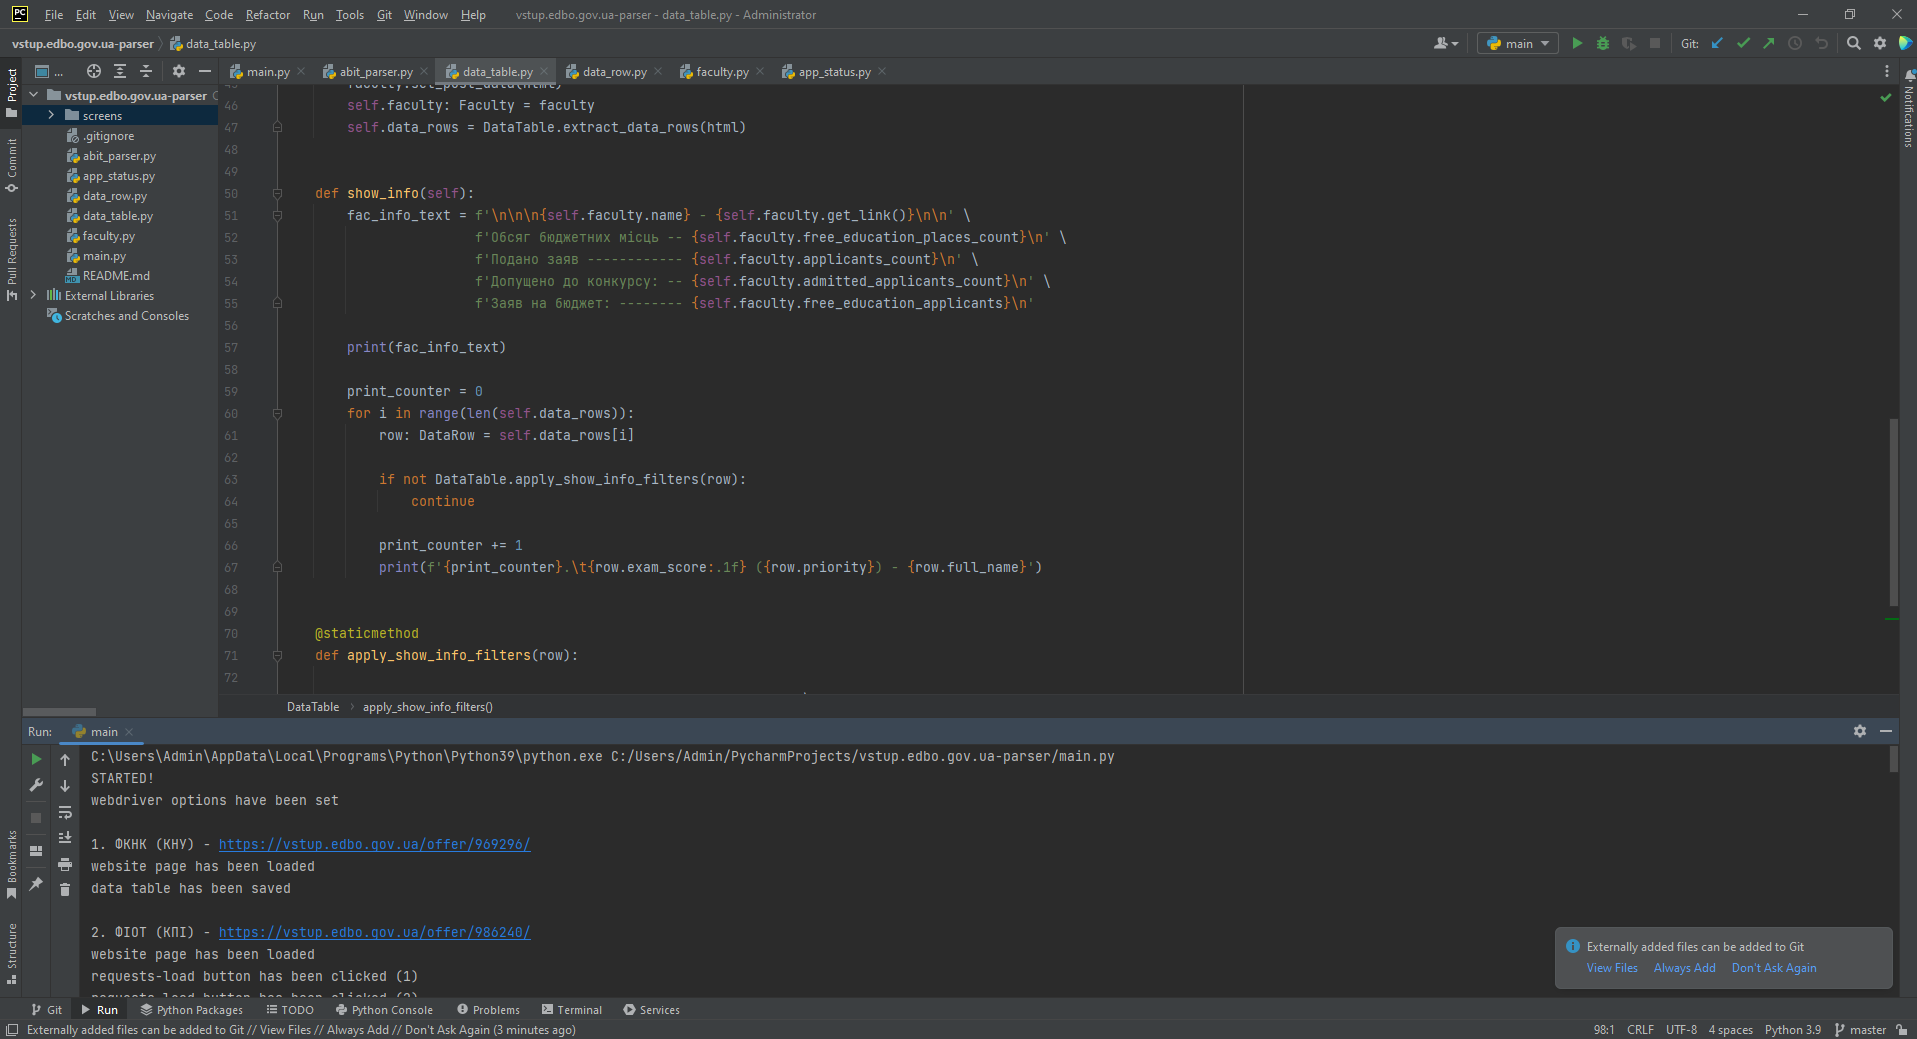 PC File Edit View Navigate Code Refactor Run Tools Git Window Help vstup.edbo.gov.ua-parser - data_table.py - Administrator
vstup.edbo.gov.ua-parser data_table.py main Git:
Project ... main.py abit_parser.py data_table.py data_row.py faculty.py app_status.py
vstup.edbo.gov.ua-parser
screens
.gitignore
abit_parser.py
app_status.py
data_row.py
data_table.py
faculty.py
main.py
README.md
External Libraries
Scratches and Consoles
Commit
Pull Requests
Bookmarks
Structure
Notifications
45 faculty.set_post_data(html)
46 self.faculty: Faculty = faculty
47 self.data_rows = DataTable.extract_data_rows(html)
48
49
50 def show_info(self):
51 fac_info_text = f'\n\n\n{self.faculty.name} - {self.faculty.get_link()}\n\n' \
52 f'Обсяг бюджетних місць -- {self.faculty.free_education_places_count}\n' \
53 f'Подано заяв ------------ {self.faculty.applicants_count}\n' \
54 f'Допущено до конкурсу: -- {self.faculty.admitted_applicants_count}\n' \
55 f'Заяв на бюджет: -------- {self.faculty.free_education_applicants}\n'
56
57 print(fac_info_text)
58
59 print_counter = 0
60 for i in range(len(self.data_rows)):
61 row: DataRow = self.data_rows[i]
62
63 if not DataTable.apply_show_info_filters(row):
64 continue
65
66 print_counter += 1
67 print(f'{print_counter}.\t{row.exam_score:.1f} ({row.priority}) - {row.full_name}')
68
69
70 @staticmethod
71 def apply_show_info_filters(row):
72
DataTable apply_show_info_filters()
Run: main
C:\Users\Admin\AppData\Local\Programs\Python\Python39\python.exe C:/Users/Admin/PycharmProjects/vstup.edbo.gov.ua-parser/main.py
STARTED!
webdriver options have been set
1. ФКНК (КНУ) - https://vstup.edbo.gov.ua/offer/969296/
website page has been loaded
data table has been saved
2. ФІОТ (КПІ) - https://vstup.edbo.gov.ua/offer/986240/
website page has been loaded
requests-load button has been clicked (1)
requests-load button has been clicked (2)
Externally added files can be added to Git
View Files Always Add Don't Ask Again
Git Run Python Packages TODO Python Console Problems Terminal Services
Externally added files can be added to Git // View Files // Always Add // Don't Ask Again (3 minutes ago) 98:1 CRLF UTF-8 4 spaces Python 3.9 master